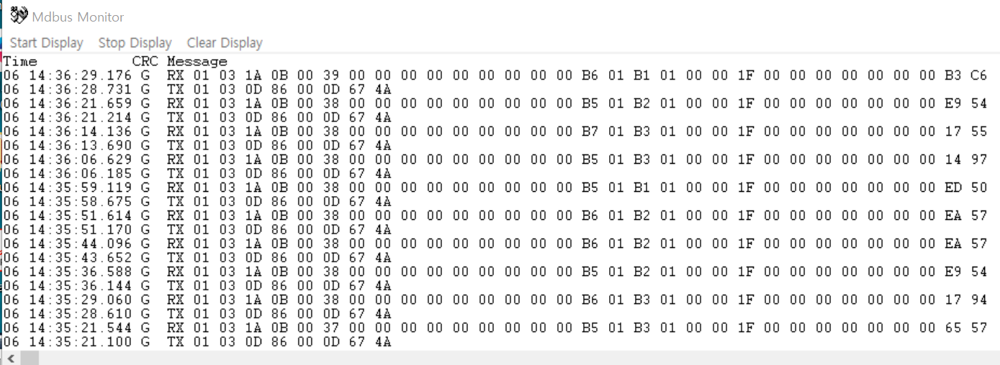 Mdbus Monitor
Start Display Stop Display Clear Display
Time CRC Message
06 14:36:29.176 G RX 01 03 1A 0B 00 39 00 00 00 00 00 00 00 00 00 B6 01 B1 01 00 00 1F 00 00 00 00 00 00 00 B3 C6
06 14:36:28.731 G TX 01 03 0D 86 00 0D 67 4A
06 14:36:21.659 G RX 01 03 1A 0B 00 38 00 00 00 00 00 00 00 00 00 B5 01 B2 01 00 00 1F 00 00 00 00 00 00 00 E9 54
06 14:36:21.214 G TX 01 03 0D 86 00 0D 67 4A
06 14:36:14.136 G RX 01 03 1A 0B 00 38 00 00 00 00 00 00 00 00 00 B7 01 B3 01 00 00 1F 00 00 00 00 00 00 00 17 55
06 14:36:13.690 G TX 01 03 0D 86 00 0D 67 4A
06 14:36:06.629 G RX 01 03 1A 0B 00 38 00 00 00 00 00 00 00 00 00 B5 01 B3 01 00 00 1F 00 00 00 00 00 00 00 14 97
06 14:36:06.185 G TX 01 03 0D 86 00 0D 67 4A
06 14:35:59.119 G RX 01 03 1A 0B 00 38 00 00 00 00 00 00 00 00 00 B5 01 B1 01 00 00 1F 00 00 00 00 00 00 00 ED 50
06 14:35:58.675 G TX 01 03 0D 86 00 0D 67 4A
06 14:35:51.614 G RX 01 03 1A 0B 00 38 00 00 00 00 00 00 00 00 00 B6 01 B2 01 00 00 1F 00 00 00 00 00 00 00 EA 57
06 14:35:51.170 G TX 01 03 0D 86 00 0D 67 4A
06 14:35:44.096 G RX 01 03 1A 0B 00 38 00 00 00 00 00 00 00 00 00 B6 01 B2 01 00 00 1F 00 00 00 00 00 00 00 EA 57
06 14:35:43.652 G TX 01 03 0D 86 00 0D 67 4A
06 14:35:36.588 G RX 01 03 1A 0B 00 38 00 00 00 00 00 00 00 00 00 B5 01 B2 01 00 00 1F 00 00 00 00 00 00 00 E9 54
06 14:35:36.144 G TX 01 03 0D 86 00 0D 67 4A
06 14:35:29.060 G RX 01 03 1A 0B 00 38 00 00 00 00 00 00 00 00 00 B6 01 B3 01 00 00 1F 00 00 00 00 00 00 00 17 94
06 14:35:28.610 G TX 01 03 0D 86 00 0D 67 4A
06 14:35:21.544 G RX 01 03 1A 0B 00 37 00 00 00 00 00 00 00 00 00 B5 01 B3 01 00 00 1F 00 00 00 00 00 00 00 65 57
06 14:35:21.100 G TX 01 03 0D 86 00 0D 67 4A